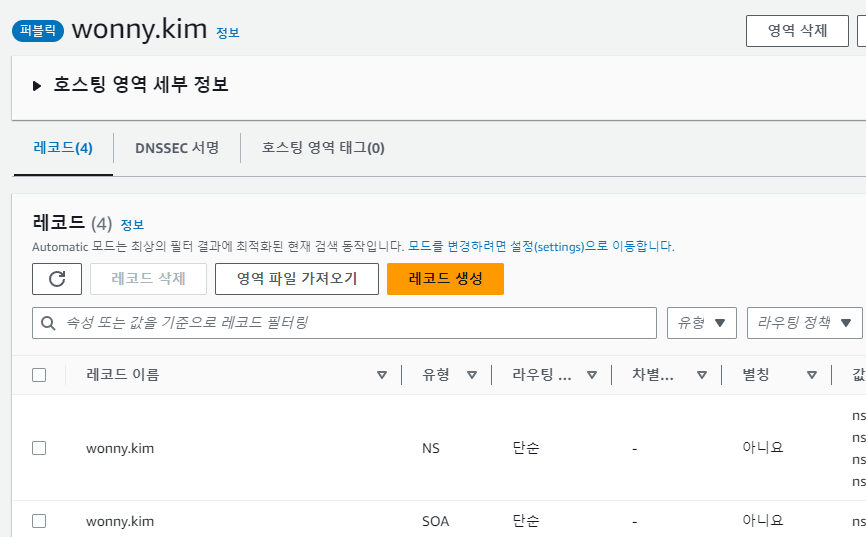 퍼블릭 wonny.kim 정보 영역 삭제
호스팅 영역 세부 정보
레코드(4) DNSSEC 서명 호스팅 영역 태그(0)
레코드 (4) 정보
Automatic 모드는 최상의 필터 결과에 최적화된 현재 검색 동작입니다. 모드를 변경하려면 설정(settings)으로 이동합니다.
레코드 삭제 영역 파일 가져오기 레코드 생성
속성 또는 값을 기준으로 레코드 필터링 유형 라우팅 정책
레코드 이름 유형 라우팅 ... 차별... 별칭 값
ns
ns
wonny.kim NS 단순 - 아니요
ns
ns
wonny.kim SOA 단순 - 아니요 ns